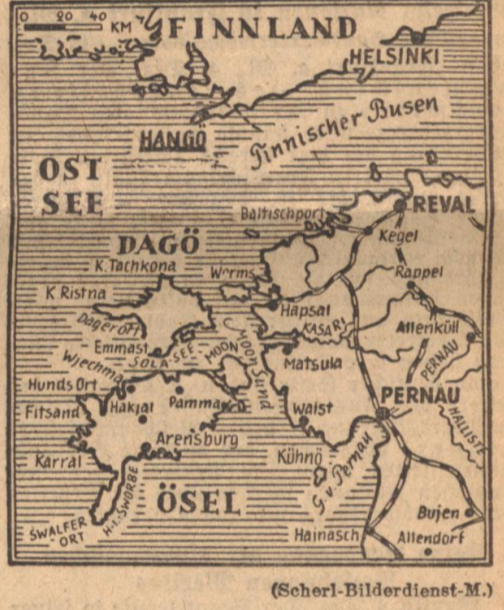 0 20 40
KM
FINNLAND
HELSINKI
HANGÖ
Finnischer Busen
OST
SEE
REVAL
Baltischport
Kegel
DAGÖ
K. Tachkona
Worms
Rappel
K. Ristna
Hapsal
Dagerort
KASARI
Allenküll
Emmast
SOLA-SEE
MOON
Moon Sund
Matsula
PERNAU
Wjechma
Hunds Ort
Hakjal
Pamma
PERNAU
Fitsand
Waist
HALLISTE
Arensburg
Karral
Kühnö
G. v. Pernau
H.-I. SWORBE
ÖSEL
SWALFER
ORT
Bujen
Hainasch
Allendorf
(Scherl-Bilderdienst-M.)